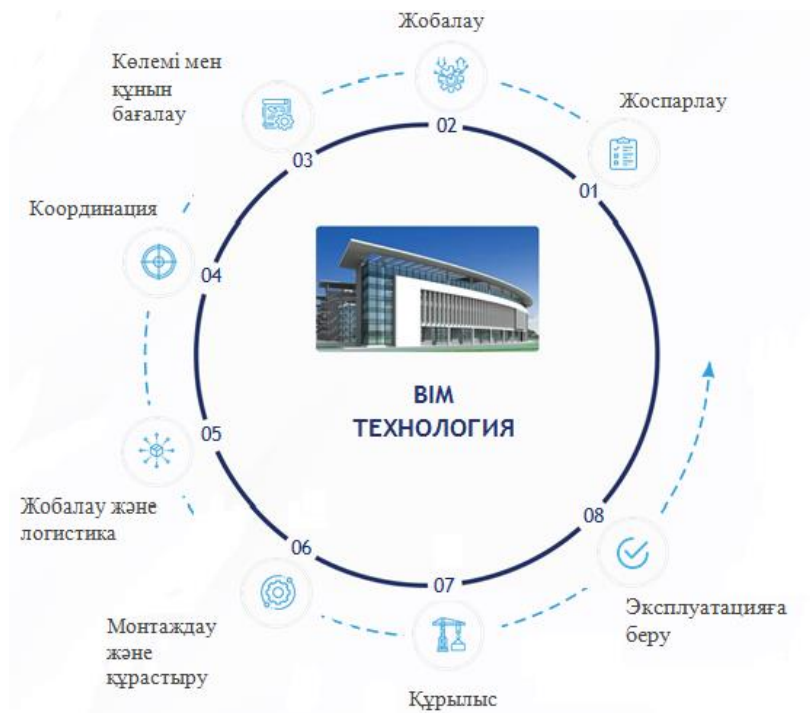 Жобалау
02
Жоспарлау
01
Көлемі мен
құнын
бағалау
03
Координация
04
BIM
ТЕХНОЛОГИЯ
05
Жобалау және
логистика
06
Монтаждау
және
құрастыру
07
Құрылыс
08
Эксплуатацияға
беру